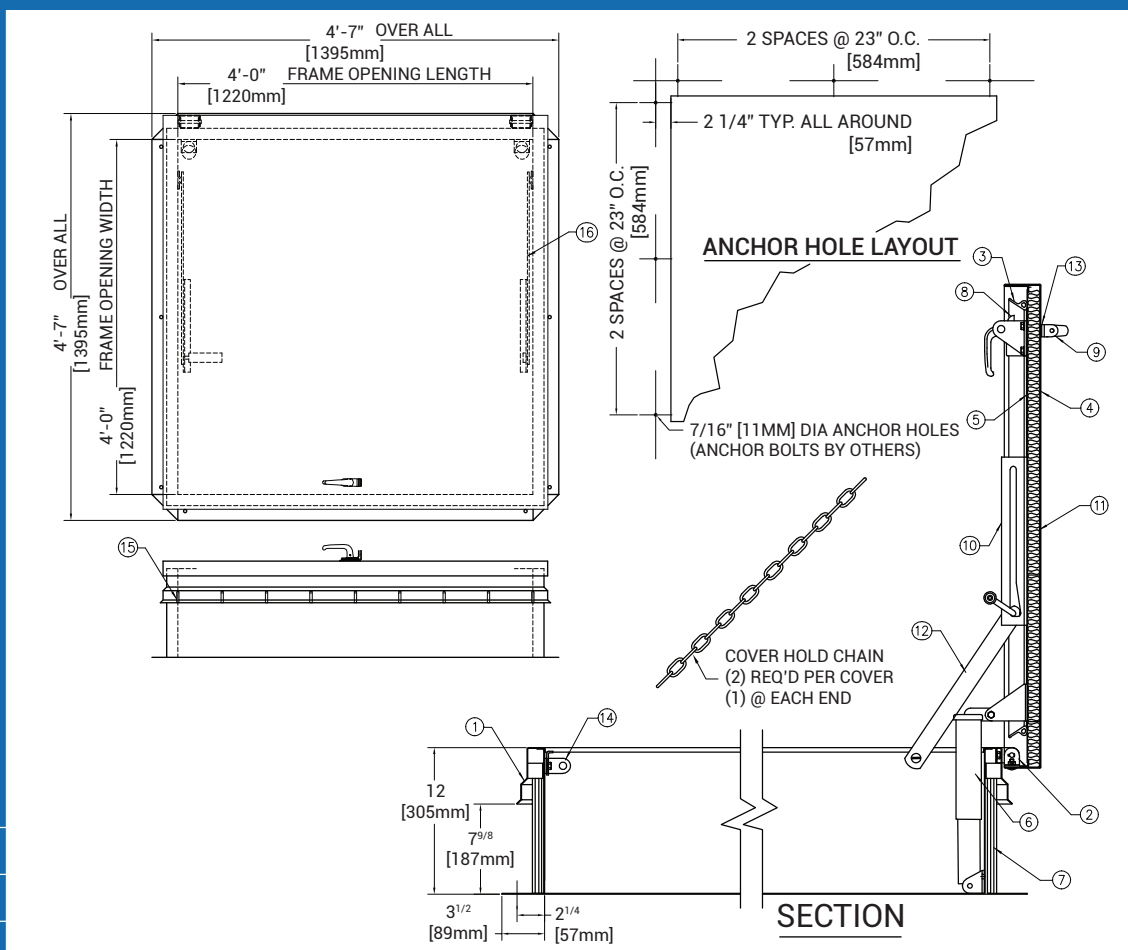 4'-7" OVER ALL
[1395mm]
4'-0" FRAME OPENING LENGTH
[1220mm]
4'-7" OVER ALL
[1395mm]
FRAME OPENING WIDTH
4'-0"
[1220mm]
16
15
2 SPACES @ 23" O.C.
[584mm]
2 1/4" TYP. ALL AROUND
[57mm]
2 SPACES @ 23" O.C.
[584mm]
ANCHOR HOLE LAYOUT
7/16" [11MM] DIA ANCHOR HOLES
(ANCHOR BOLTS BY OTHERS)
COVER HOLD CHAIN
(2) REQ'D PER COVER
(1) @ EACH END
3
13
8
9
5
4
11
10
12
1
14
2
6
7
12
[305mm]
7 9/8
[187mm]
3 1/2
[89mm]
2 1/4
[57mm]
SECTION